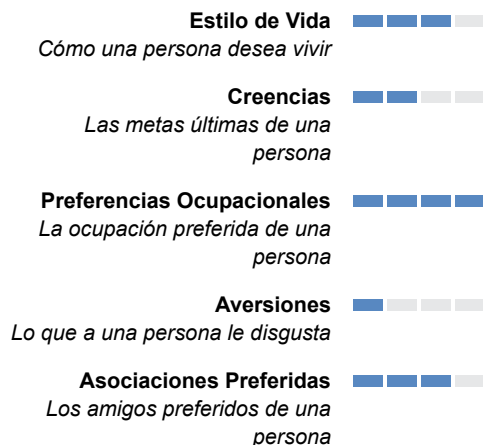 Estilo de Vida
Cómo una persona desea vivir
Creencias
Las metas últimas de una
persona
Preferencias Ocupacionales
La ocupación preferida de una
persona
Aversiones
Lo que a una persona le disgusta
Asociaciones Preferidas
Los amigos preferidos de una
persona